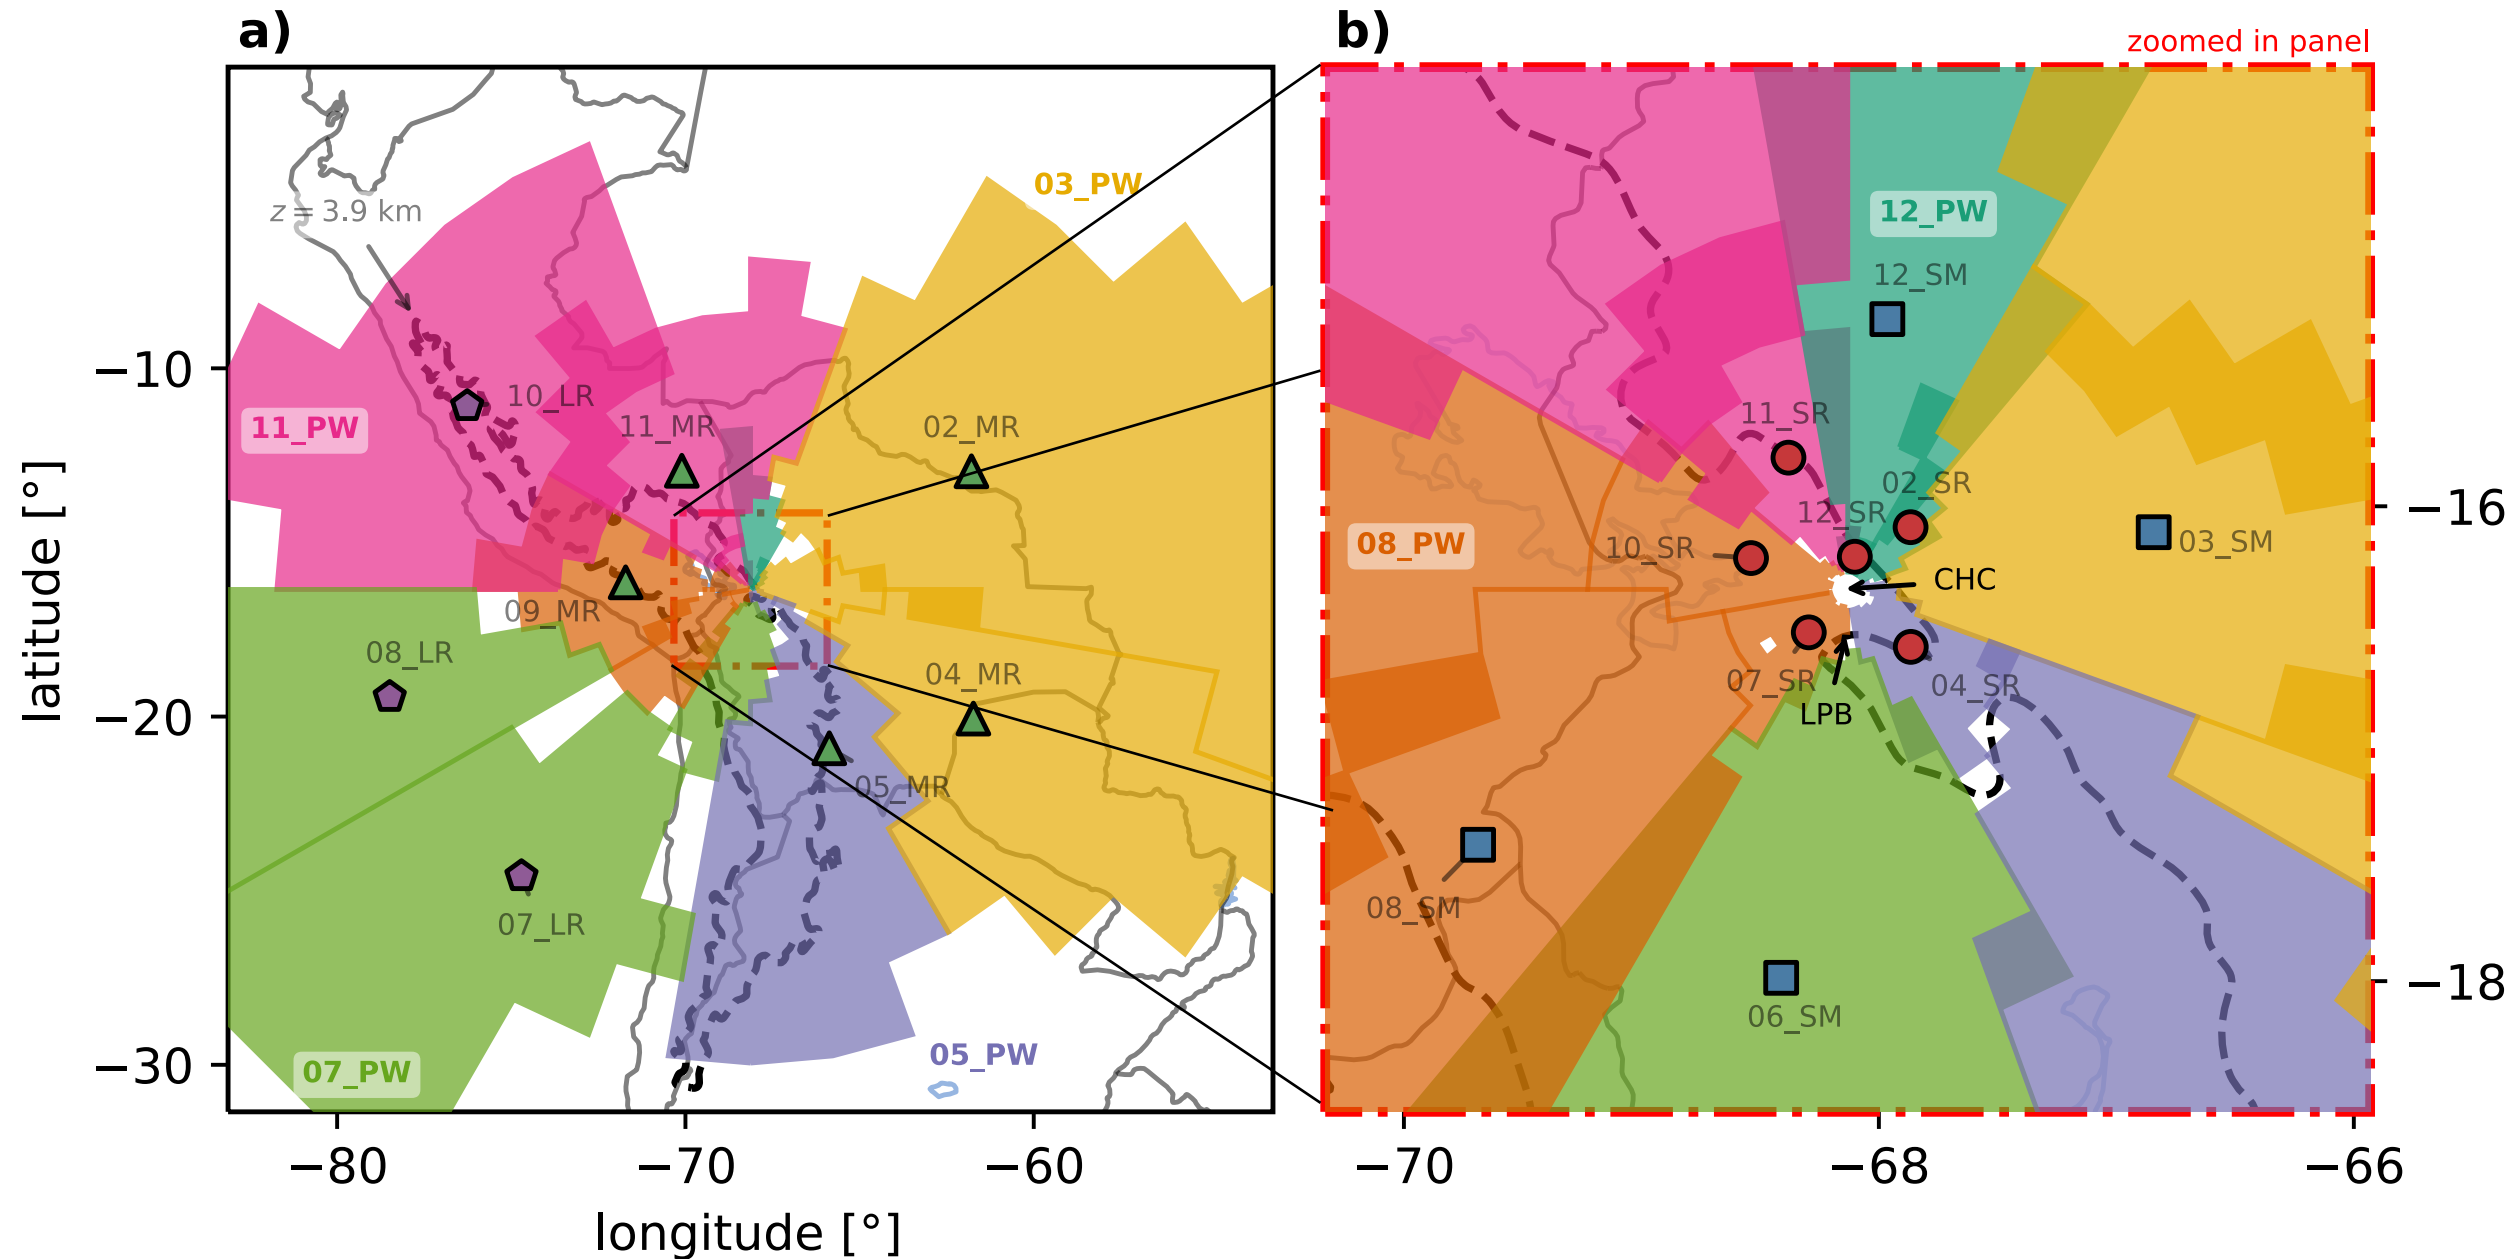 a)
b)
zoomed in panel
03_PW
z = 3.9 km
12_PW
12_SM
−10
10_LR
11_PW
11_MR
02_MR
11_SR
02_SR
12_SR
−16
08_PW
10_SR
03_SM
CHC
latitude [°]
09_MR
08_LR
04_MR
07_SR
04_SR
−20
LPB
05_MR
08_SM
07_LR
−18
06_SM
05_PW
−30
07_PW
−80
−70
−60
−70
−68
−66
longitude [°]